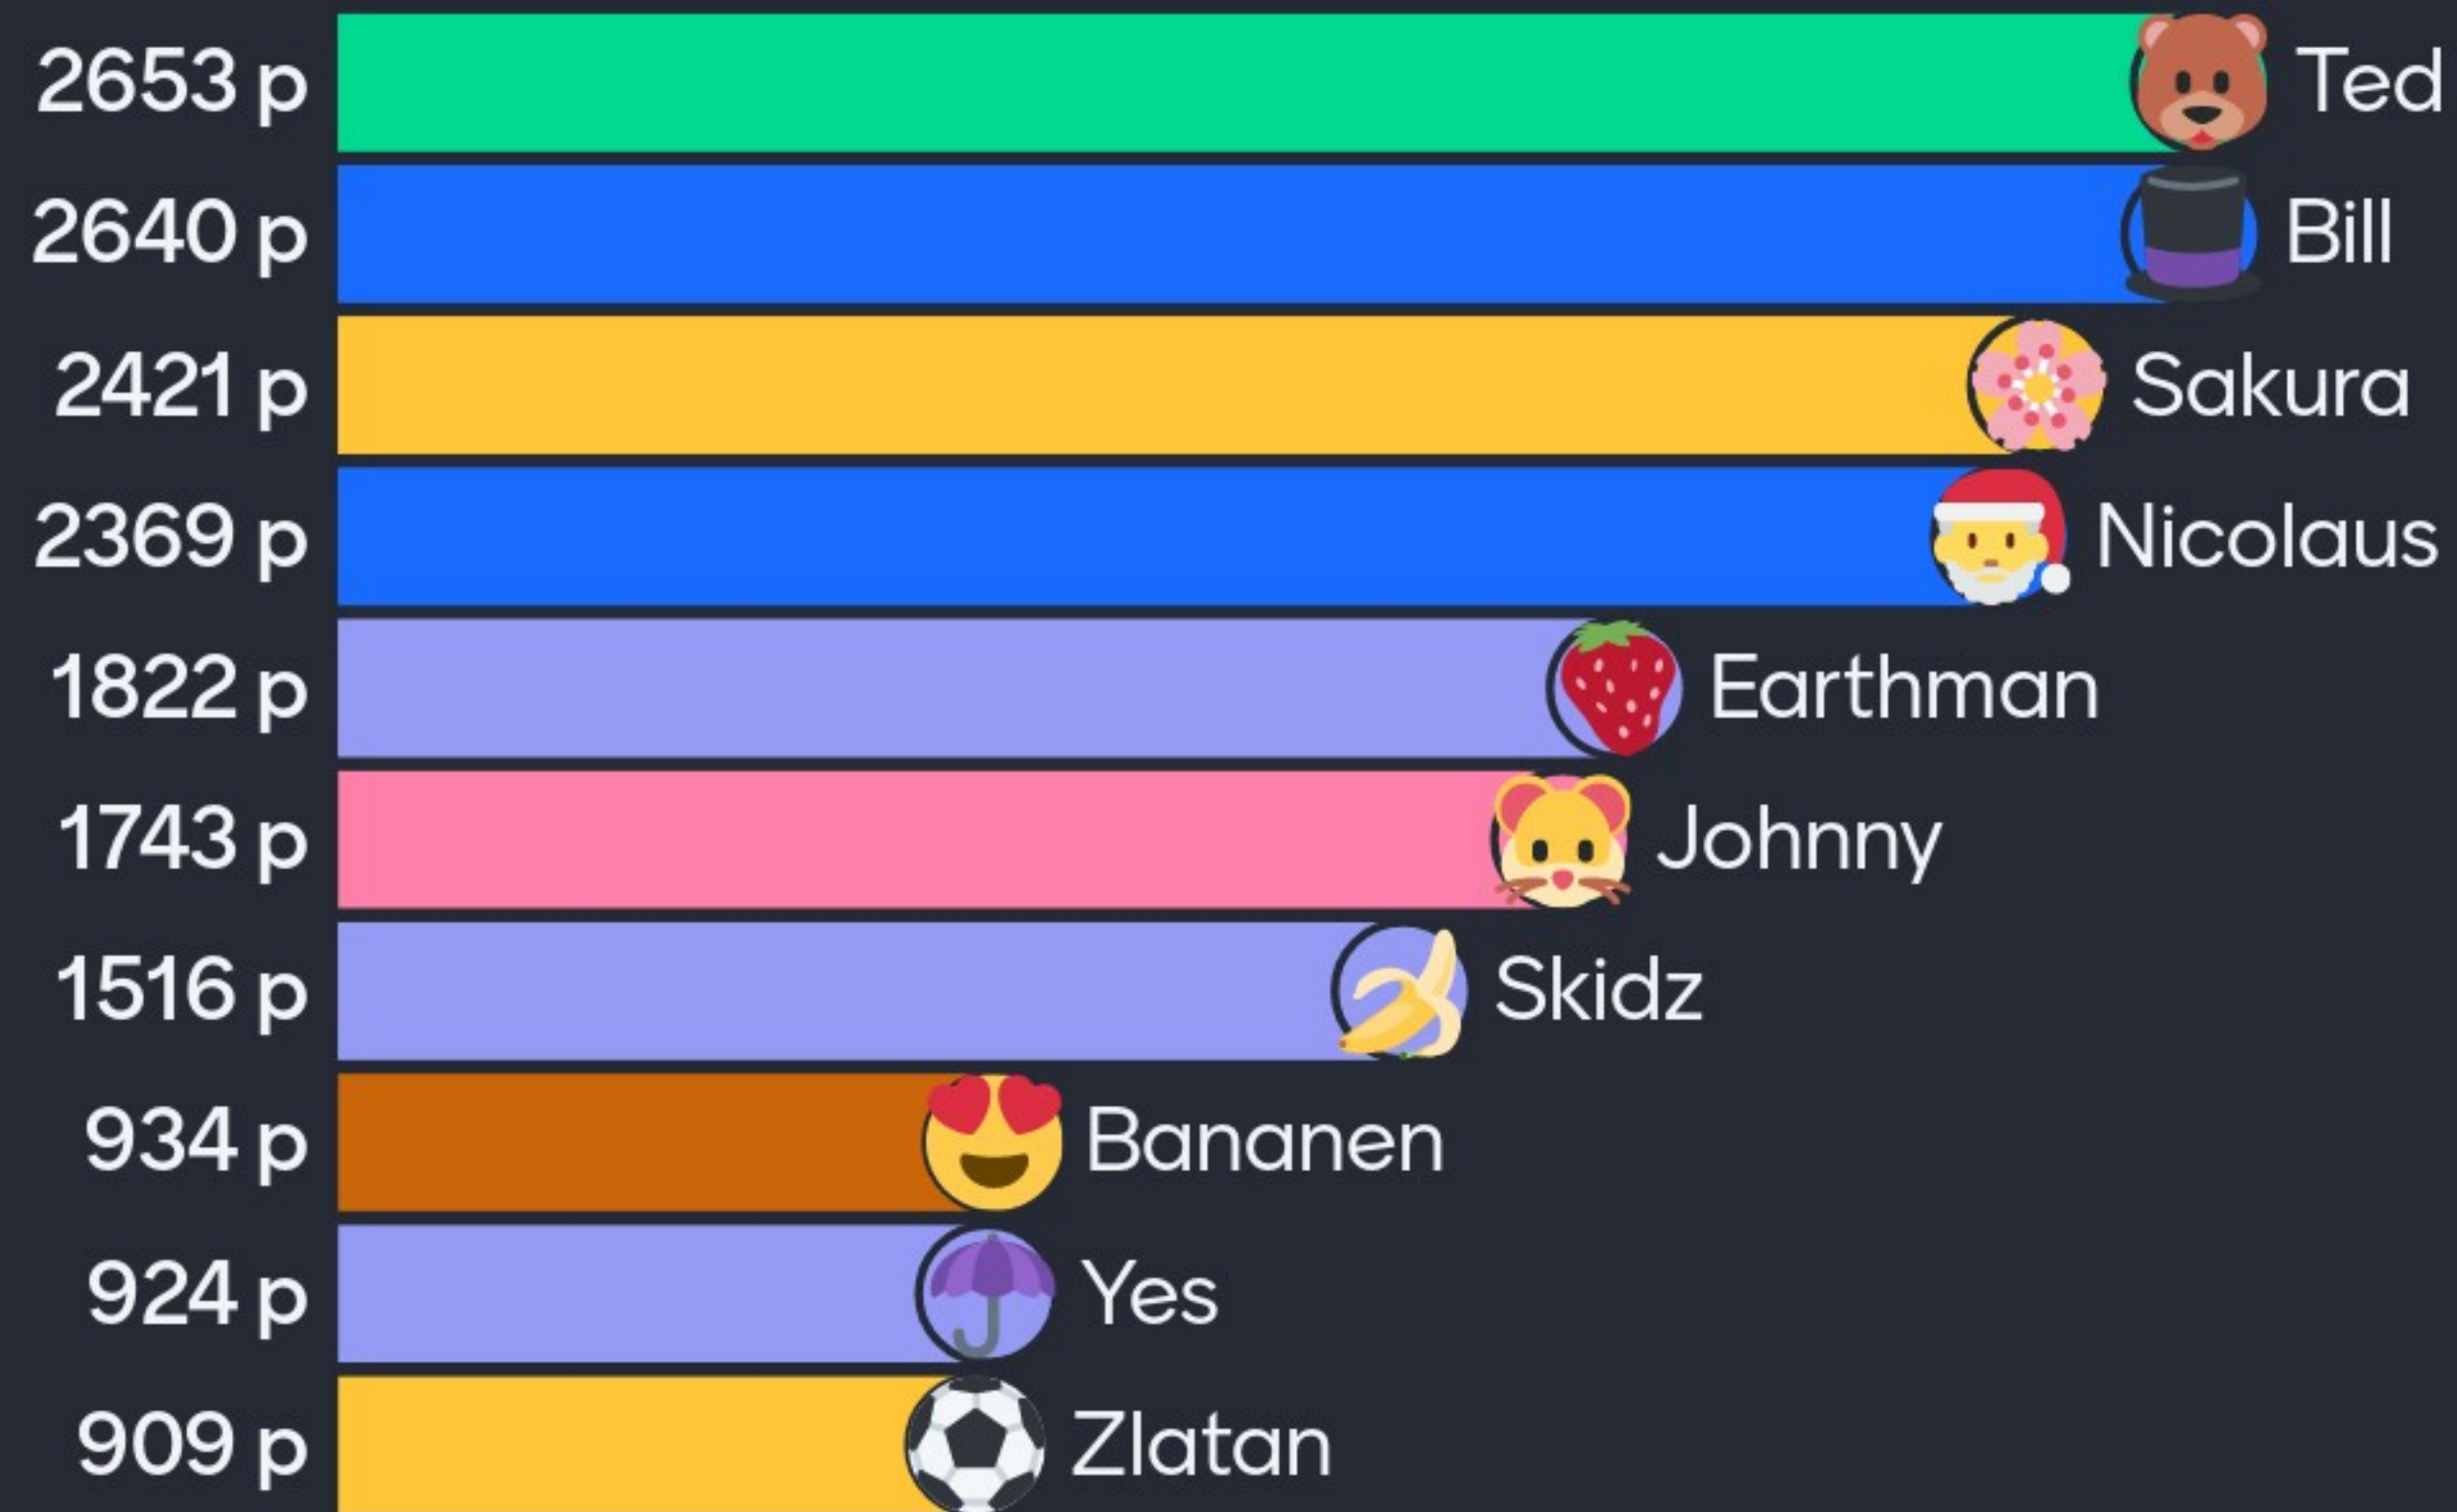 2653 p Ted
2640 p Bill
2421 p Sakura
2369 p Nicolaus
1822 p Earthman
1743 p Johnny
1516 p Skidz
934 p Bananen
924 p Yes
909 p Zlatan